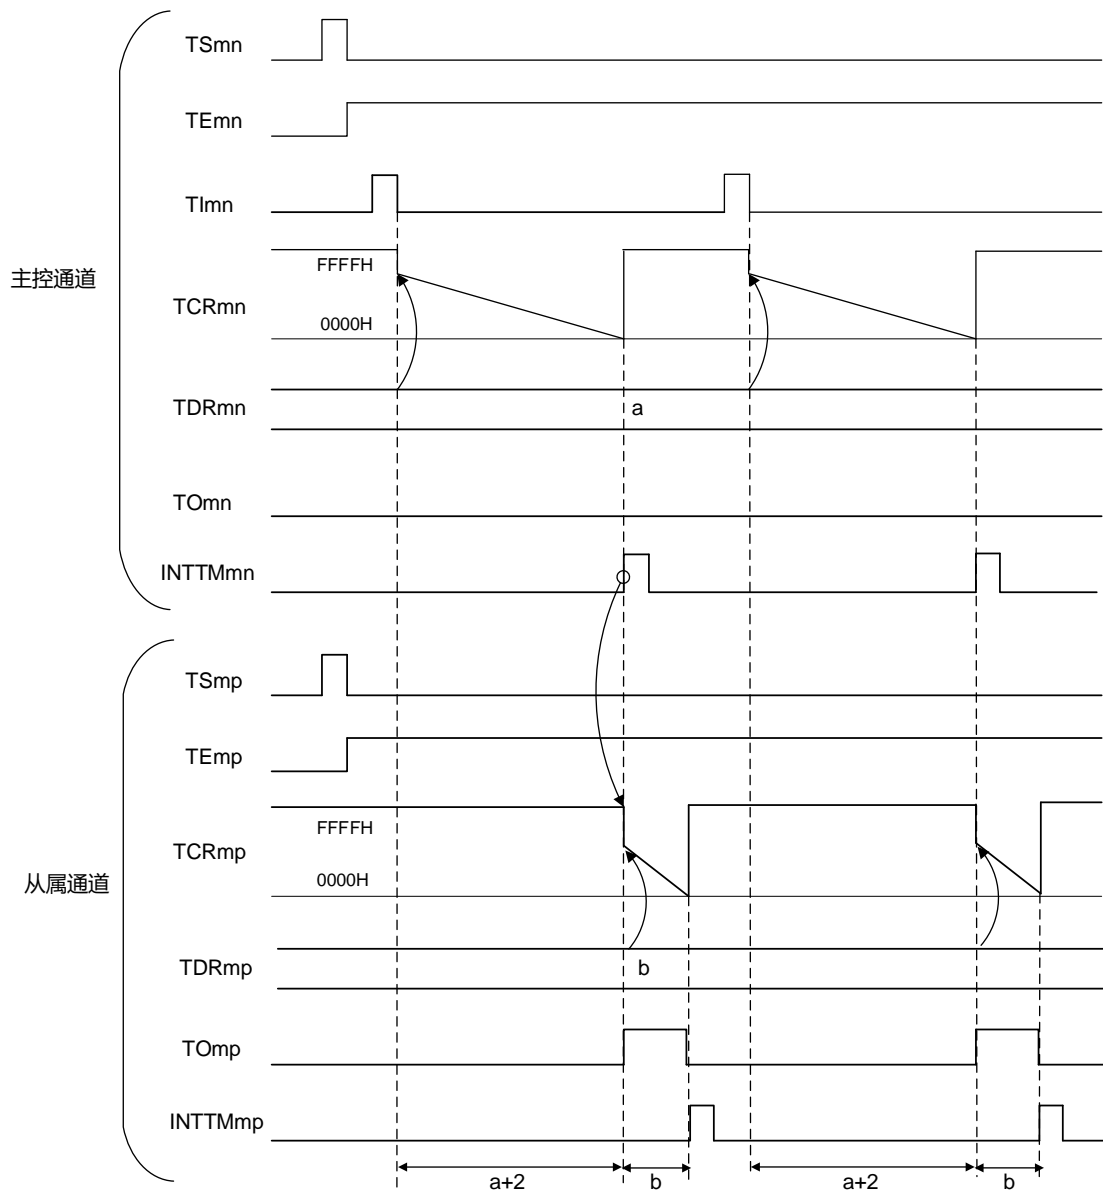 TSmn
TEmn
TImn
主控通道
FFFFH
TCRmn
0000H
TDRmn
a
TOmn
INTTMmn
TSmp
TEmp
FFFFH
TCRmp
0000H
从属通道
TDRmp
b
TOmp
INTTMmp
a+2
b
a+2
b